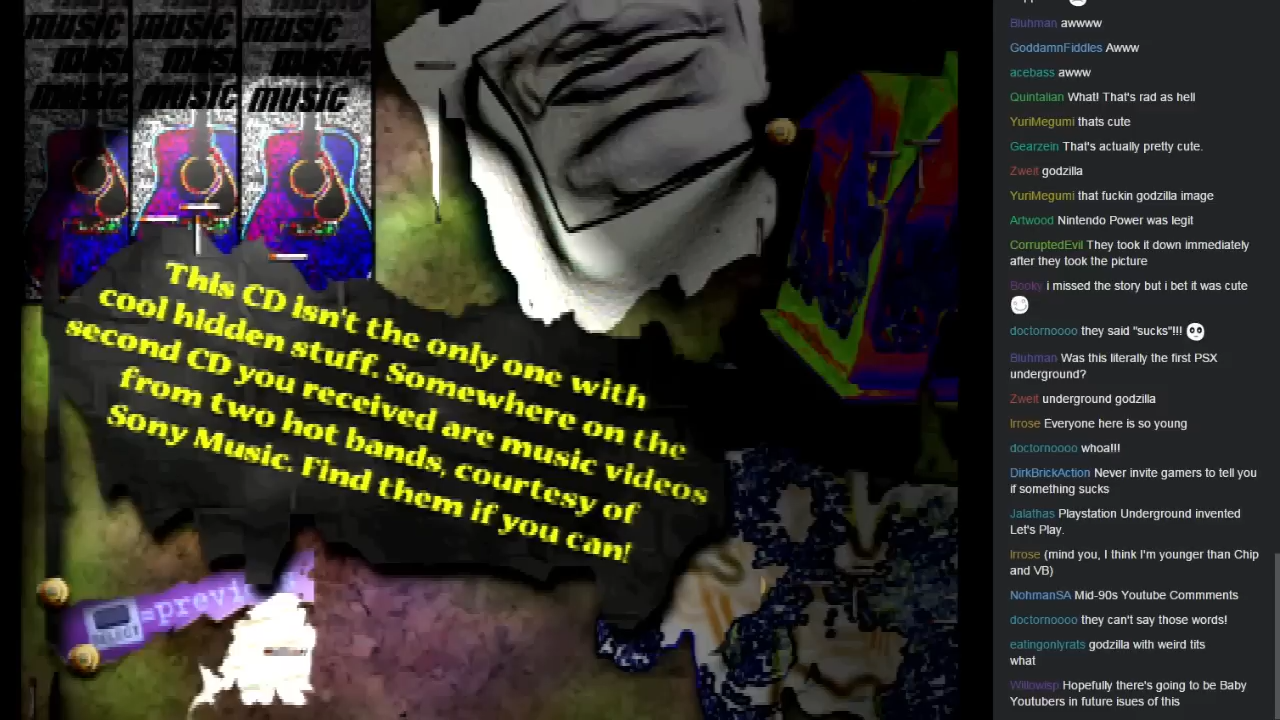 music music music
music music music
music music music
This CD isn't the only one with
cool hidden stuff. Somewhere on the
second CD you received are music videos
from two hot bands, courtesy of
Sony Music. Find them if you can!
SELECT
Bluhman awwww
GoddamnFiddles Awww
acebass awww
Quintalian What! That's rad as hell
YuriMegumi thats cute
Gearzein That's actually pretty cute.
Zweit godzilla
YuriMegumi that fuckin godzilla image
Artwood Nintendo Power was legit
CorruptedEvil They took it down immediately
after they took the picture
Booky i missed the story but i bet it was cute
doctornoooo they said "sucks"!!!
Bluhman Was this literally the first PSX
underground?
Zweit underground godzilla
Irrose Everyone here is so young
doctornoooo whoa!!!
DirkBrickAction Never invite gamers to tell you
if something sucks
Jalathas Playstation Underground invented
Let's Play.
Irrose (mind you, I think I'm younger than Chip
and VB)
NohmanSA Mid-90s Youtube Commments
doctornoooo they can't say those words!
eatingonlyrats godzilla with weird tits
what
Willowisp Hopefully there's going to be Baby
Youtubers in future isues of this